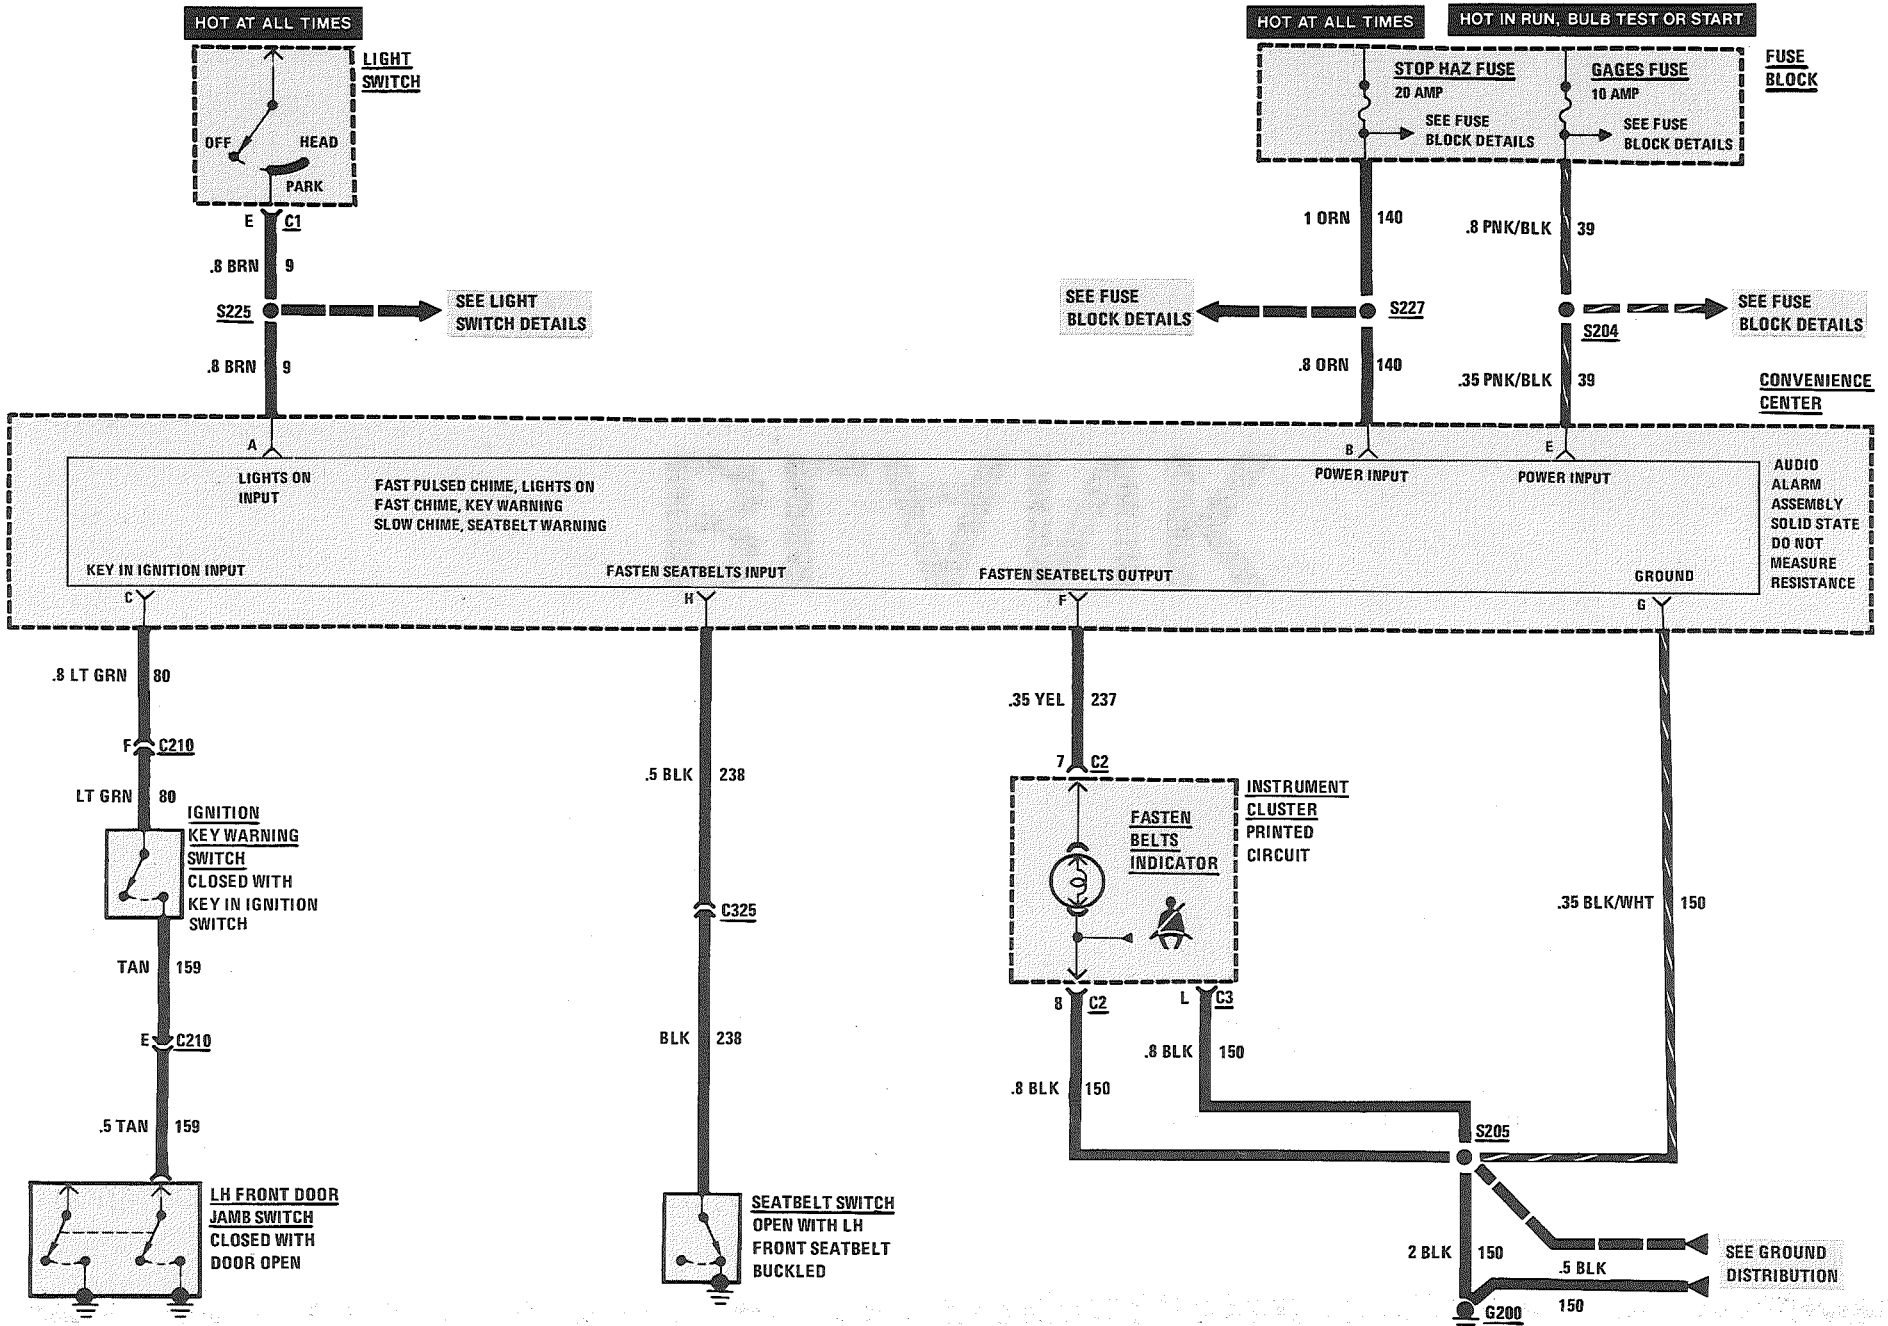 HOT AT ALL TIMES
HOT AT ALL TIMES
HOT IN RUN, BULB TEST OR START
LIGHT
SWITCH
OFF
HEAD
PARK
STOP HAZ FUSE
20 AMP
SEE FUSE
BLOCK DETAILS
GAGES FUSE
10 AMP
SEE FUSE
BLOCK DETAILS
FUSE
BLOCK
E
C1
.8 BRN
9
1 ORN
140
.8 PNK/BLK
39
S225
SEE LIGHT
SWITCH DETAILS
SEE FUSE
BLOCK DETAILS
S227
S204
SEE FUSE
BLOCK DETAILS
.8 BRN
9
.8 ORN
140
.35 PNK/BLK
39
CONVENIENCE
CENTER
A
B
E
LIGHTS ON
INPUT
FAST PULSED CHIME, LIGHTS ON
FAST CHIME, KEY WARNING
SLOW CHIME, SEATBELT WARNING
POWER INPUT
POWER INPUT
AUDIO
ALARM
ASSEMBLY
SOLID STATE
DO NOT
MEASURE
RESISTANCE
KEY IN IGNITION INPUT
FASTEN SEATBELTS INPUT
FASTEN SEATBELTS OUTPUT
GROUND
C
H
F
G
.8 LT GRN
80
F
C210
LT GRN
80
IGNITION
KEY WARNING
SWITCH
CLOSED WITH
KEY IN IGNITION
SWITCH
TAN
159
E
C210
.5 TAN
159
LH FRONT DOOR
JAMB SWITCH
CLOSED WITH
DOOR OPEN
.5 BLK
238
C325
BLK
238
SEATBELT SWITCH
OPEN WITH LH
FRONT SEATBELT
BUCKLED
.35 YEL
237
7
C2
INSTRUMENT
CLUSTER
PRINTED
CIRCUIT
FASTEN
BELTS
INDICATOR
8
C2
L
C3
.8 BLK
150
.8 BLK
150
.35 BLK/WHT
150
S205
2 BLK
150
.5 BLK
150
SEE GROUND
DISTRIBUTION
G200